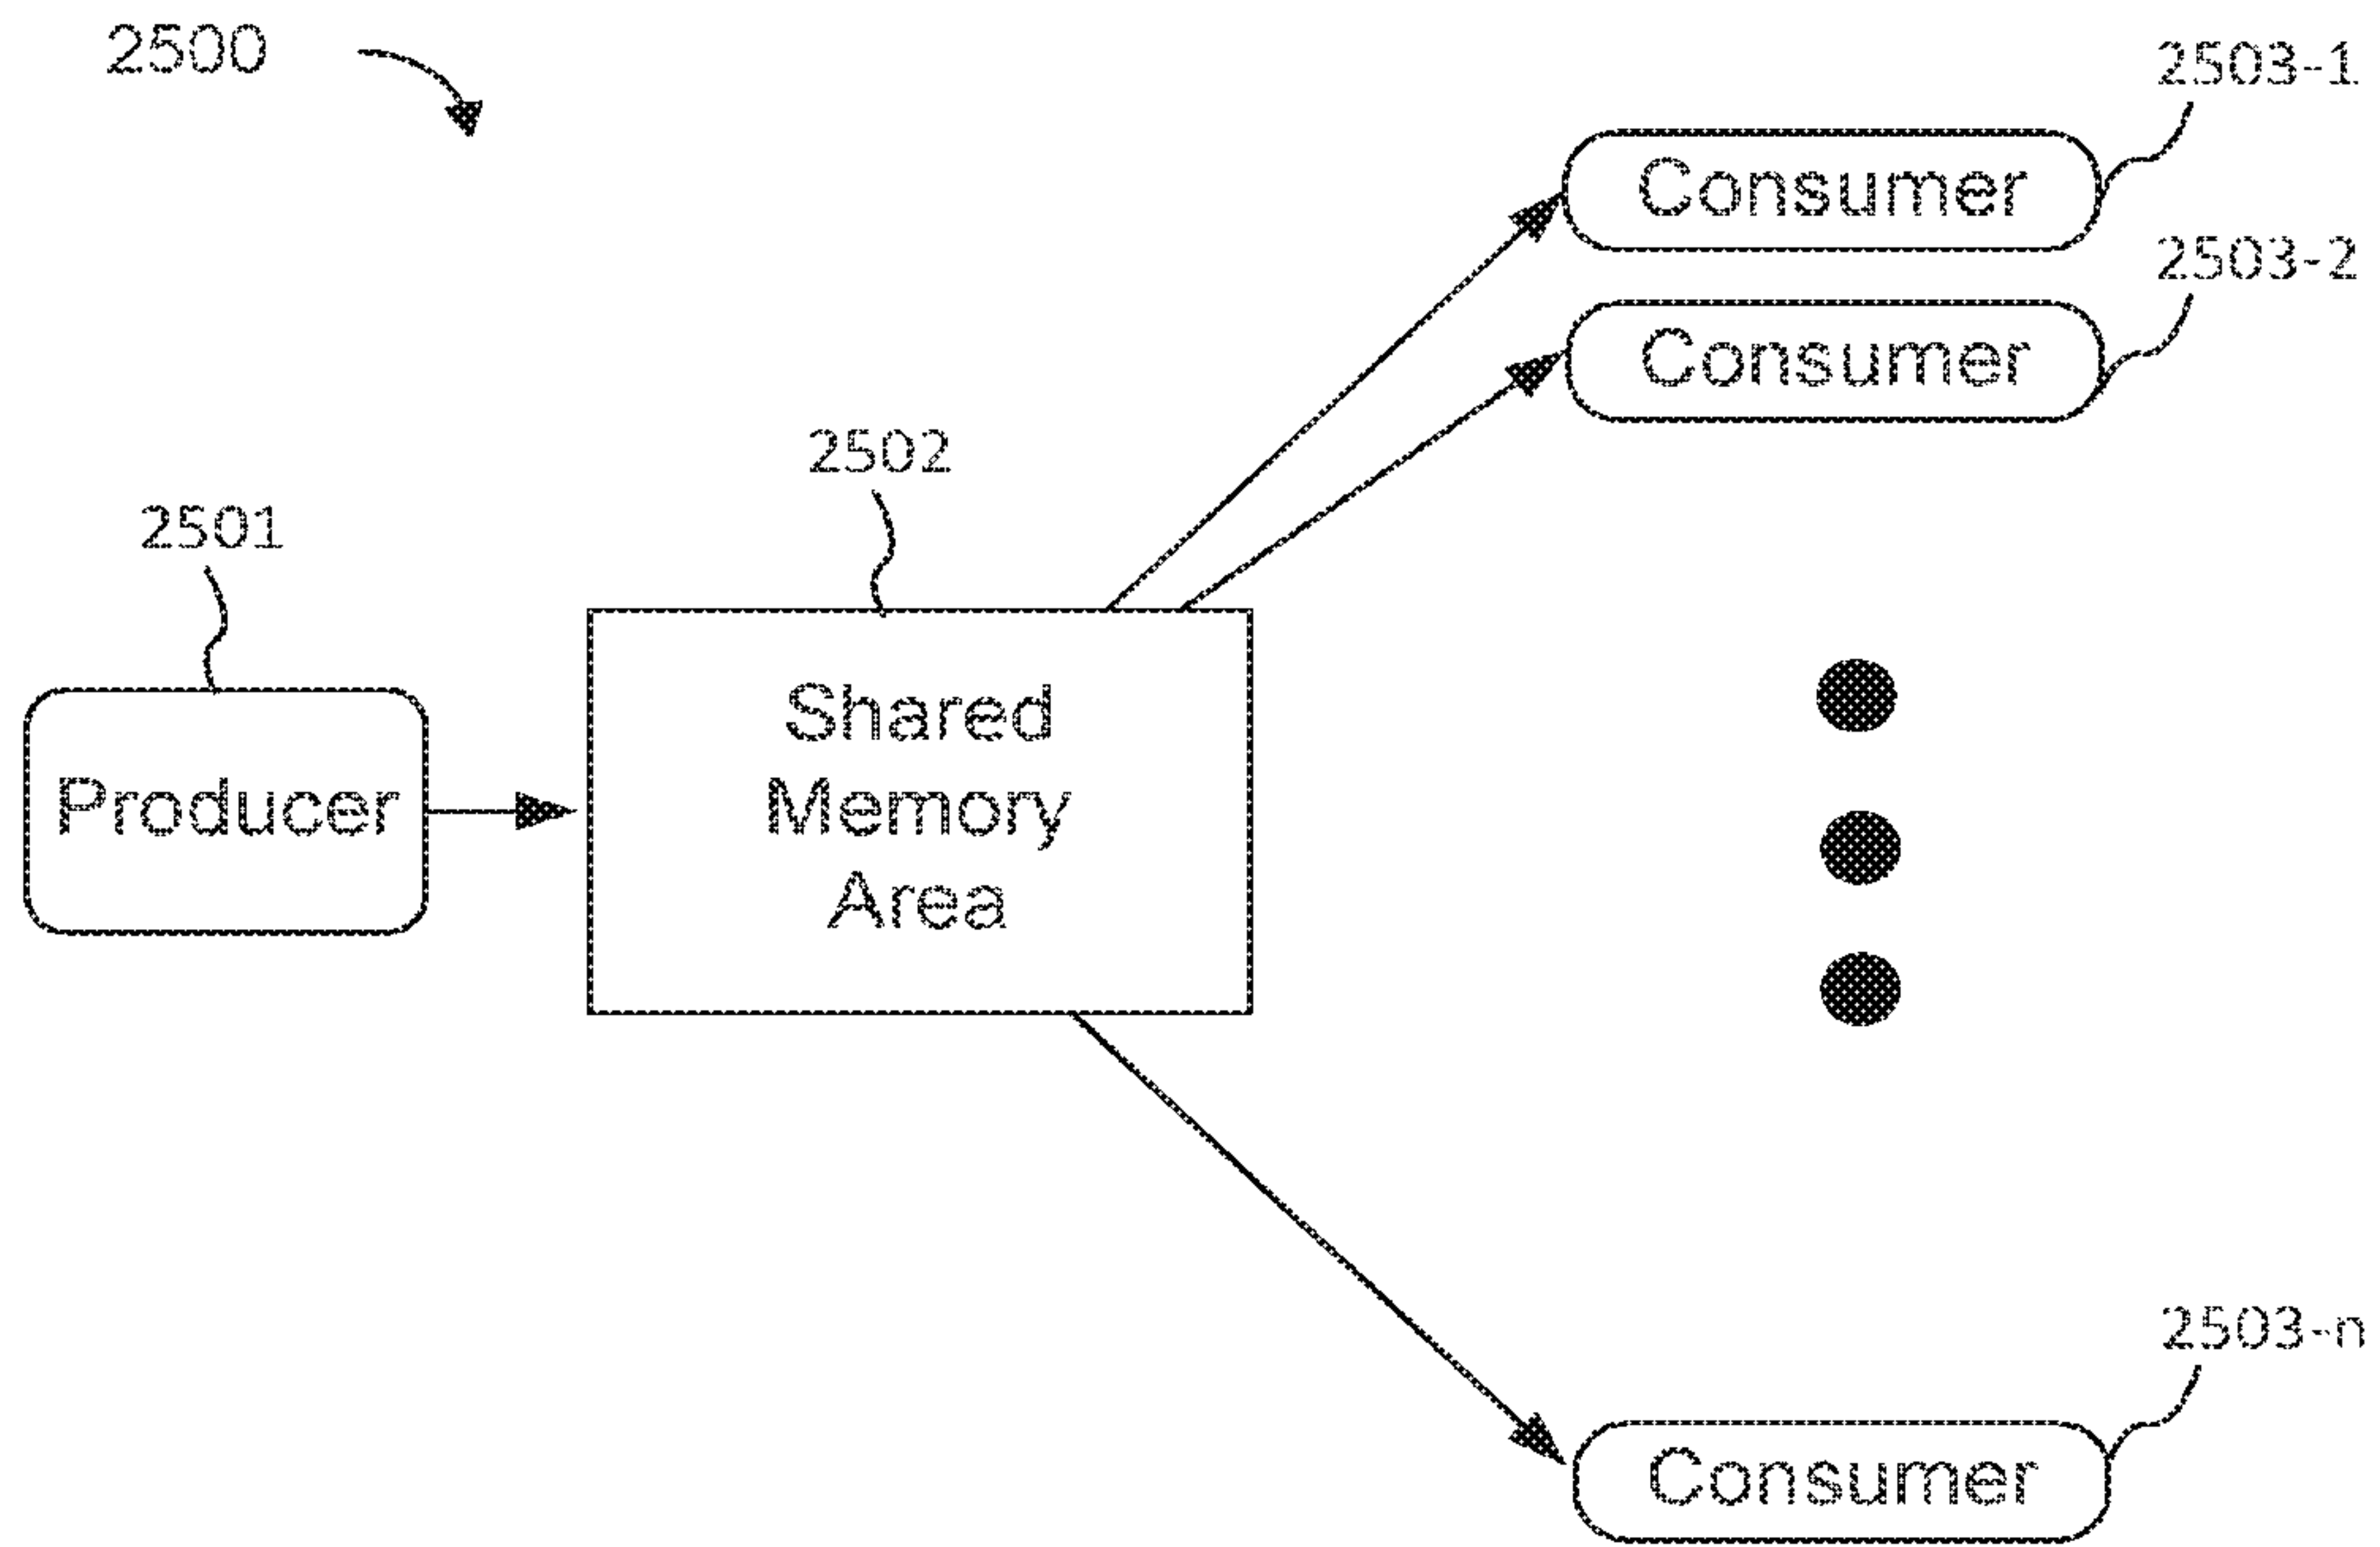 2500
2503-1
Consumer
2503-2
Consumer
2502
2501
Shared
Memory
Area
Producer
2503-n
Consumer